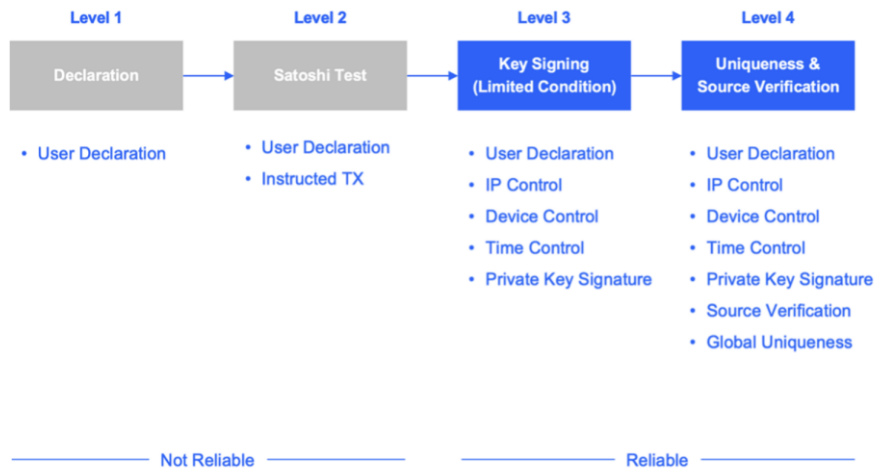 Level 1
Level 2
Level 3
Level 4
Declaration
Satoshi Test
Key Signing
(Limited Condition)
Uniqueness &
Source Verification
• User Declaration
• User Declaration
• Instructed TX
• User Declaration
• IP Control
• Device Control
• Time Control
• Private Key Signature
• User Declaration
• IP Control
• Device Control
• Time Control
• Private Key Signature
• Source Verification
• Global Uniqueness
Not Reliable
Reliable